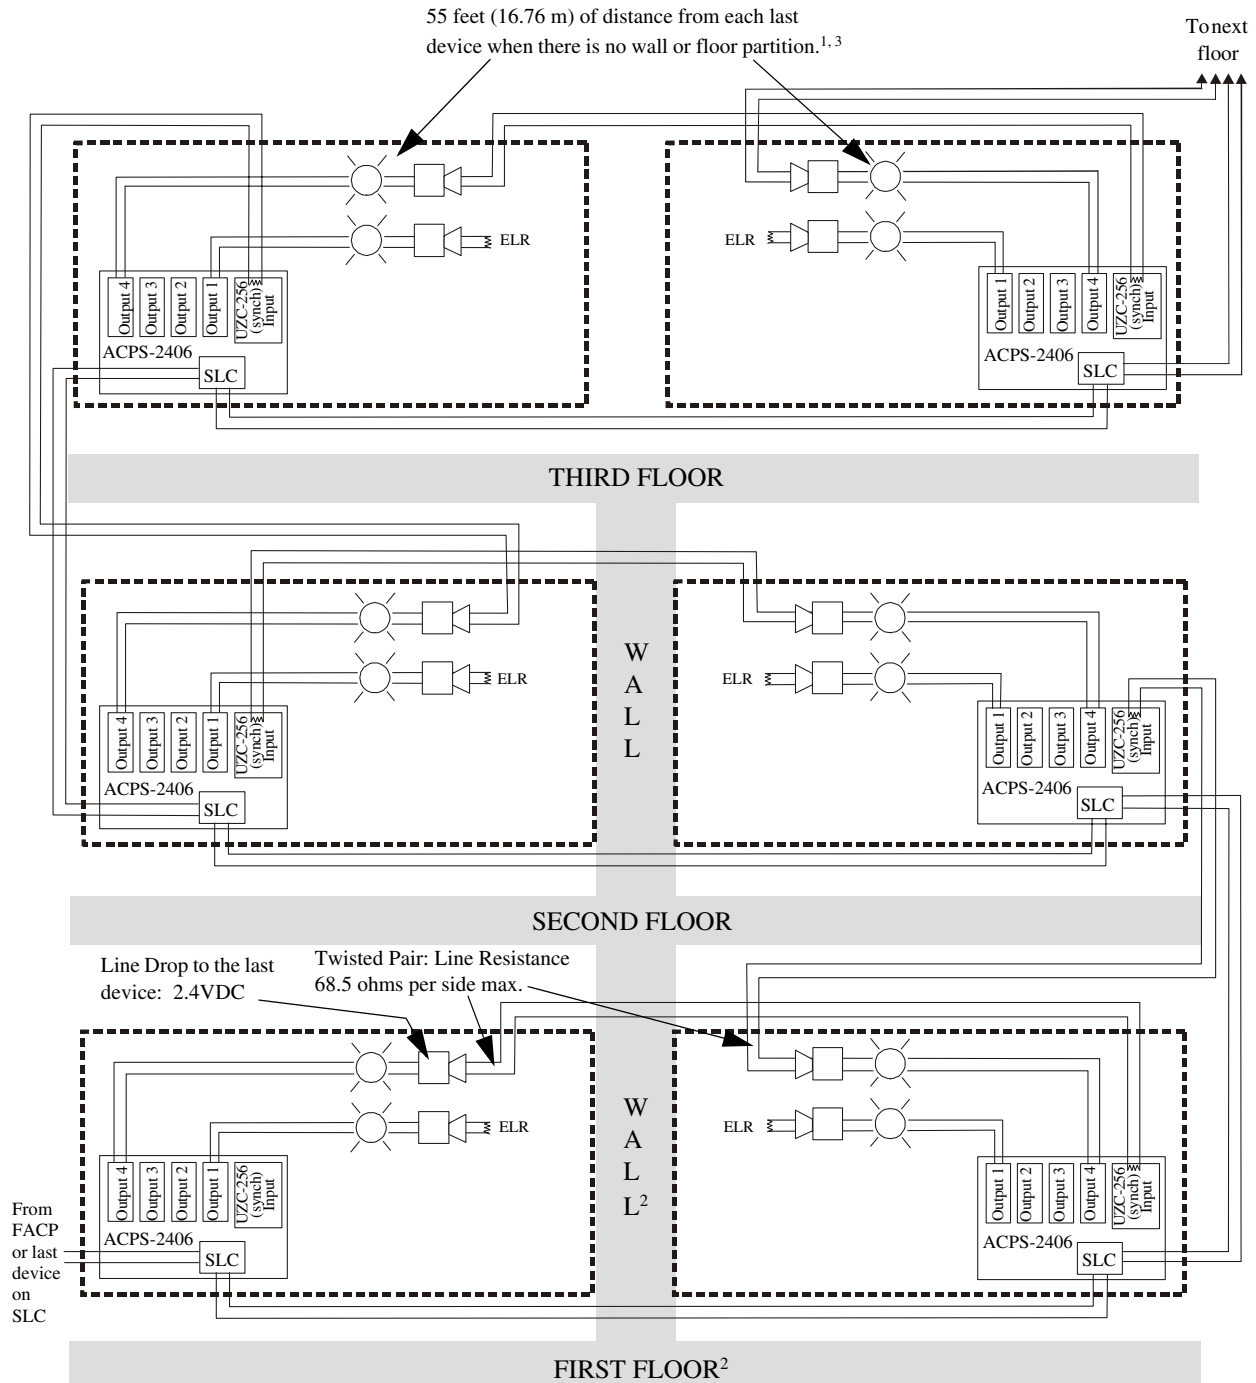 55 feet (16.76 m) of distance from each last
device when there is no wall or floor partition.1, 3
To next
floor
ELR
ELR
Output 4
Output 3
Output 2
Output 1
UZC-256
(synch)
Input
ACPS-2406
SLC
Output 1
Output 2
Output 3
Output 4
UZC-256
(synch)
Input
ACPS-2406
SLC
THIRD FLOOR
W
A
L
L
ELR
ELR
Output 4
Output 3
Output 2
Output 1
UZC-256
(synch)
Input
ACPS-2406
SLC
Output 1
Output 2
Output 3
Output 4
UZC-256
(synch)
Input
ACPS-2406
SLC
SECOND FLOOR
Line Drop to the last
device: 2.4VDC
Twisted Pair: Line Resistance
68.5 ohms per side max.
W
A
L
L2
ELR
ELR
Output 4
Output 3
Output 2
Output 1
UZC-256
(synch)
Input
ACPS-2406
SLC
Output 1
Output 2
Output 3
Output 4
UZC-256
(synch)
Input
ACPS-2406
SLC
From
FACP
or last
device
on
SLC
FIRST FLOOR2